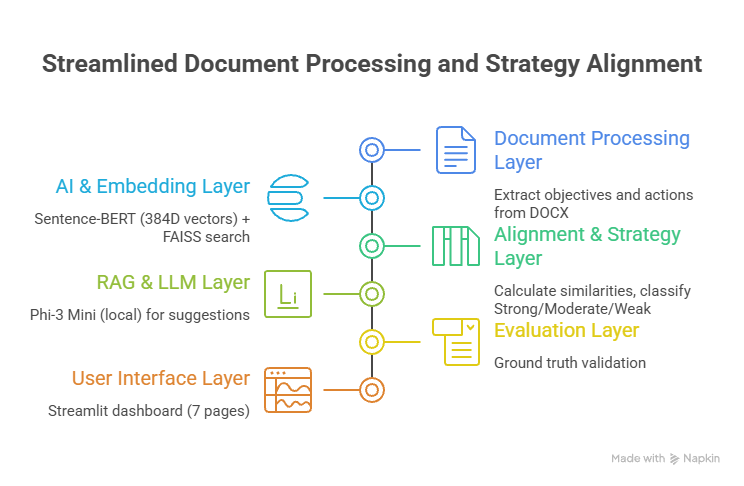 Streamlined Document Processing and Strategy Alignment
Document Processing
Layer
Extract objectives and actions
from DOCX
AI & Embedding Layer
Sentence-BERT (384D vectors) +
FAISS search
Alignment & Strategy
Layer
Calculate similarities, classify
Strong/Moderate/Weak
RAG & LLM Layer
Li
Phi-3 Mini (local) for suggestions
Evaluation Layer
Ground truth validation
User Interface Layer
Streamlit dashboard (7 pages)
Made with Napkin